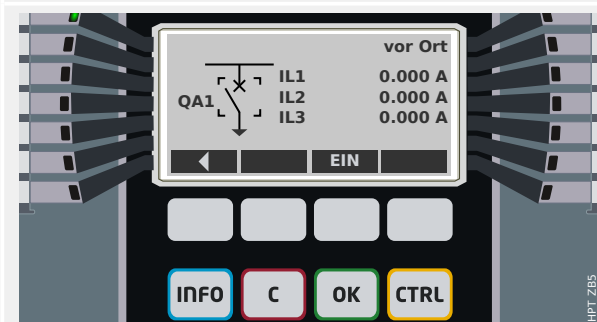 vor Ort
IL1 0.000 A
QA1 IL2 0.000 A
IL3 0.000 A
EIN
INFO C OK CTRL
HPT ZB5